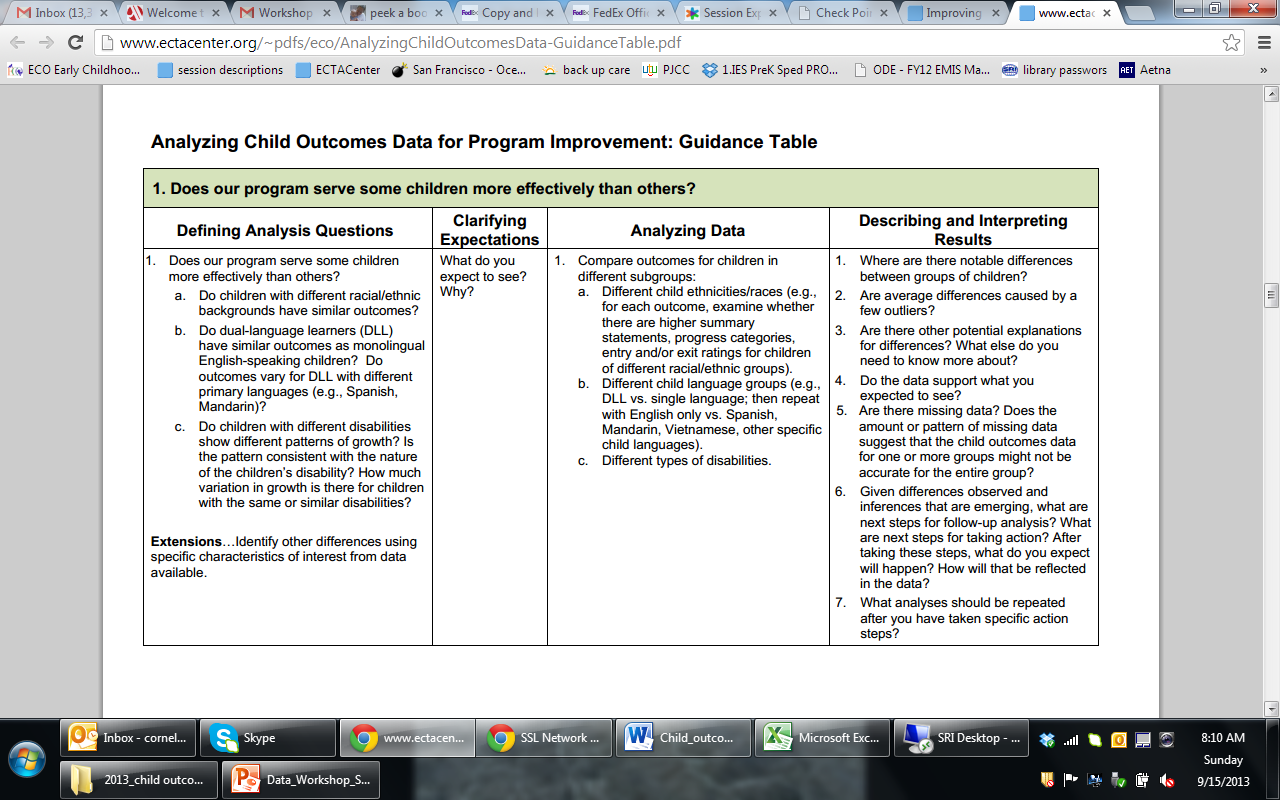 Inbox (13,3
Welcome t
Workshop
peek a boo
Copy and
FedEx Offic
Session Exp
Check Poin
Improving
www.ectac
www.ectacenter.org/~pdfs/eco/AnalyzingChildOutcomesData-GuidanceTable.pdf
ECO Early Childhoo...
session descriptions
ECTACenter
San Francisco - Oce...
back up care
PJCC
1.IES PreK Sped PRO...
ODE - FY12 EMIS Ma...
library passwors
AET
Aetna
»
Analyzing Child Outcomes Data for Program Improvement: Guidance Table
1. Does our program serve some children more effectively than others?
Defining Analysis Questions
Clarifying
Expectations
Analyzing Data
Describing and Interpreting
Results
1. Does our program serve some children
more effectively than others?
a. Do children with different racial/ethnic
backgrounds have similar outcomes?
b. Do dual-language learners (DLL)
have similar outcomes as monolingual
English-speaking children? Do
outcomes vary for DLL with different
primary languages (e.g., Spanish,
Mandarin)?
c. Do children with different disabilities
show different patterns of growth? Is
the pattern consistent with the nature
of the children's disability? How much
variation in growth is there for children
with the same or similar disabilities?
Extensions…Identify other differences using
specific characteristics of interest from data
available.
What do you
expect to see?
Why?
1. Compare outcomes for children in
different subgroups:
a. Different child ethnicities/races (e.g.,
for each outcome, examine whether
there are higher summary
statements, progress categories,
entry and/or exit ratings for children
of different racial/ethnic groups).
b. Different child language groups (e.g.,
DLL vs. single language; then repeat
with English only vs. Spanish,
Mandarin, Vietnamese, other specific
child languages).
c. Different types of disabilities.
1. Where are there notable differences
between groups of children?
2. Are average differences caused by a
few outliers?
3. Are there other potential explanations
for differences? What else do you
need to know more about?
4. Do the data support what you
expected to see?
5. Are there missing data? Does the
amount or pattern of missing data
suggest that the child outcomes data
for one or more groups might not be
accurate for the entire group?
6. Given differences observed and
inferences that are emerging, what are
next steps for follow-up analysis? What
are next steps for taking action? After
taking these steps, what do you expect
will happen? How will that be reflected
in the data?
7. What analyses should be repeated
after you have taken specific action
steps?
Inbox - cornel...
Skype
www.ectacen...
SSL Network ...
Child_outco...
Microsoft Exc...
SRI Desktop - ...
8:10 AM
Sunday
9/15/2013
2013_child outco...
Data_Workshop_S...